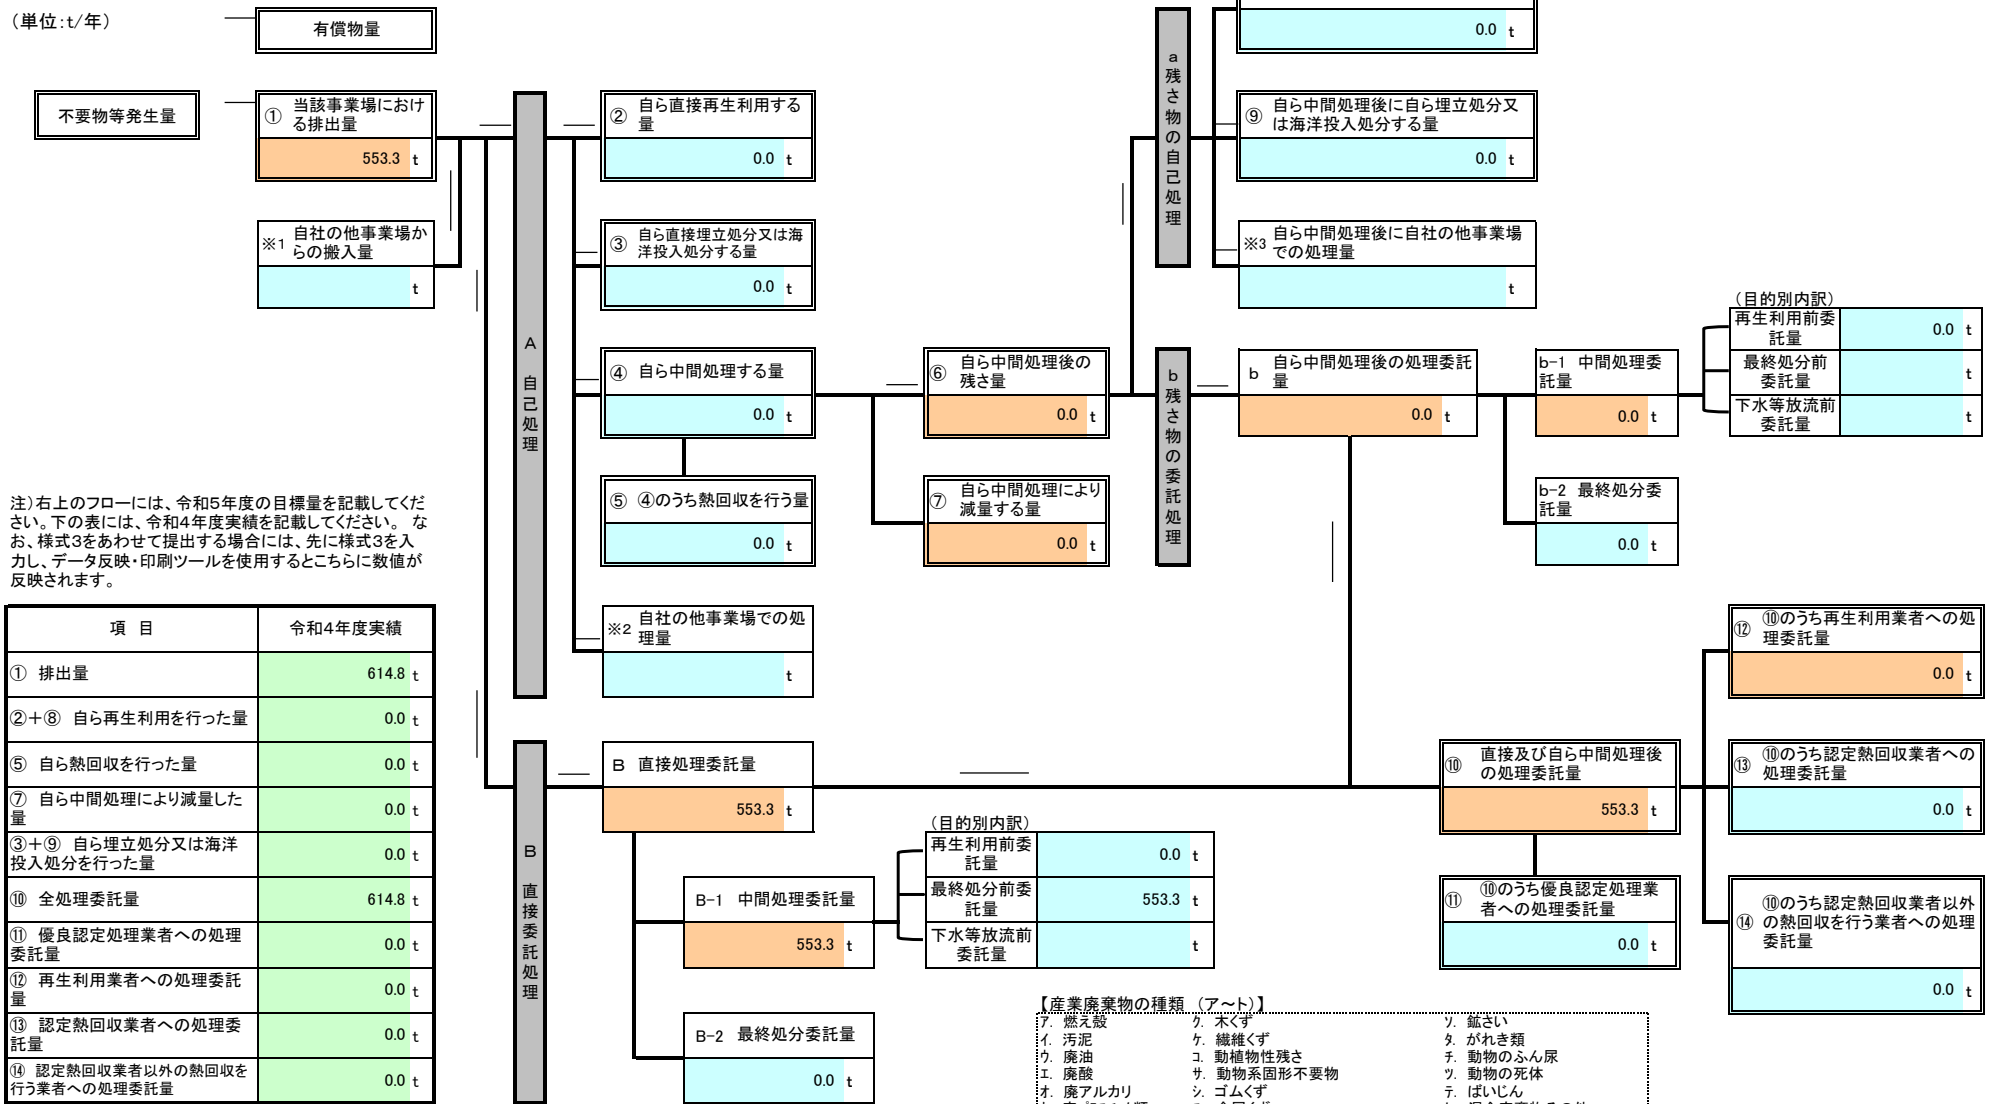 (単位:t/年)
有償物量
不要物等発生量
① 当該事業場におけ
る排出量
553.3 t
※1 自社の他事業場か
らの搬入量
t
A 自己処理
② 自ら直接再生利用する
量
0.0 t
③ 自ら直接埋立処分又は海
洋投入処分する量
0.0 t
④ 自ら中間処理する量
0.0 t
⑤ ④のうち熱回収を行う量
0.0 t
※2 自社の他事業場での処
理量
t
⑥ 自ら中間処理後の
残さ量
0.0 t
⑦ 自ら中間処理により
減量する量
0.0 t
a残さ物の自己処理
0.0 t
⑨ 自ら中間処理後に自ら埋立処分又
は海洋投入処分する量
0.0 t
※3 自ら中間処理後に自社の他事業場
での処理量
t
b残さ物の委託処理
b 自ら中間処理後の処理委託
量
0.0 t
b-1 中間処理委
託量
0.0 t
(目的別内訳)
再生利用前委
託量
0.0 t
最終処分前
委託量
t
下水等放流前
委託量
t
b-2 最終処分委
託量
0.0 t
注)右上のフローには、令和5年度の目標量を記載してくだ
さい。下の表には、令和4年度実績を記載してください。 な
お、様式3をあわせて提出する場合には、先に様式3を入
力し、データ反映・印刷ツールを使用するとこちらに数値が
反映されます。
項 目 令和4年度実績
① 排出量 614.8 t
②+⑧ 自ら再生利用を行った量 0.0 t
⑤ 自ら熱回収を行った量 0.0 t
⑦ 自ら中間処理により減量した
量 0.0 t
③+⑨ 自ら埋立処分又は海洋
投入処分を行った量 0.0 t
⑩ 全処理委託量 614.8 t
⑪ 優良認定処理業者への処理
委託量 0.0 t
⑫ 再生利用業者への処理委託
量 0.0 t
⑬ 認定熱回収業者への処理委
託量 0.0 t
⑭ 認定熱回収業者以外の熱回収を
行う業者への処理委託量 0.0 t
B 直接委託処理
B 直接処理委託量
553.3 t
B-1 中間処理委託量
553.3 t
(目的別内訳)
再生利用前委
託量
0.0 t
最終処分前委
託量
553.3 t
下水等放流前
委託量
t
B-2 最終処分委託量
0.0 t
⑩ 直接及び自ら中間処理後
の処理委託量
553.3 t
⑪ ⑩のうち優良認定処理業
者への処理委託量
0.0 t
⑫ ⑩のうち再生利用業者への処
理委託量
0.0 t
⑬ ⑩のうち認定熱回収業者への
処理委託量
0.0 t
⑭ ⑩のうち認定熱回収業者以外
の熱回収を行う業者への処理
委託量
0.0 t
【産業廃棄物の種類 (ア~ト)】
ア. 燃え殻 ク. 木くず ソ. 鉱さい
イ. 汚泥 ケ. 繊維くず タ. がれき類
ウ. 廃油 コ. 動植物性残さ チ. 動物のふん尿
エ. 廃酸 サ. 動物系固形不要物 ツ. 動物の死体
オ. 廃アルカリ シ. ゴムくず テ. ばいじん